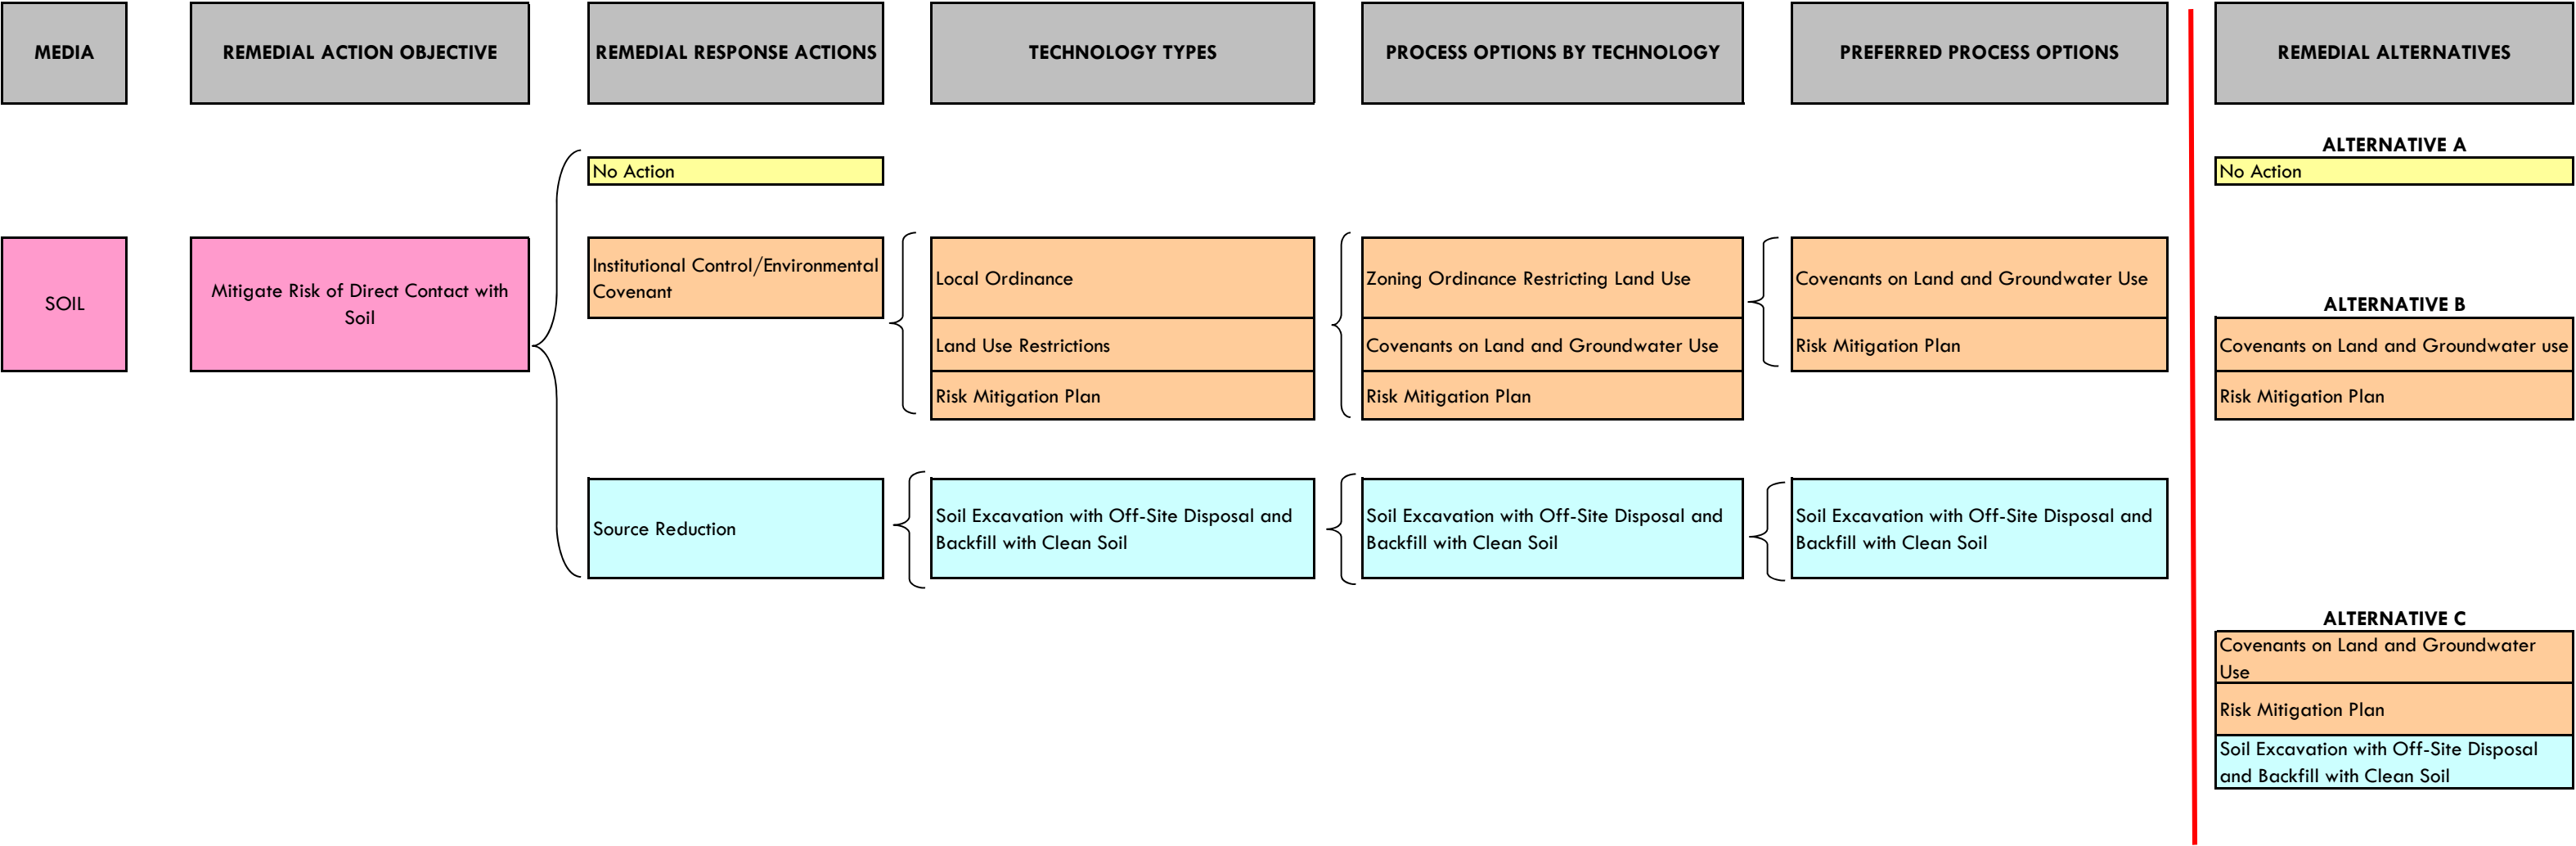 MEDIA
REMEDIAL ACTION OBJECTIVE
REMEDIAL RESPONSE ACTIONS
TECHNOLOGY TYPES
PROCESS OPTIONS BY TECHNOLOGY
PREFERRED PROCESS OPTIONS
REMEDIAL ALTERNATIVES
SOIL
Mitigate Risk of Direct Contact with
Soil
No Action
Institutional Control/Environmental
Covenant
Local Ordinance
Land Use Restrictions
Risk Mitigation Plan
Zoning Ordinance Restricting Land Use
Covenants on Land and Groundwater Use
Risk Mitigation Plan
Covenants on Land and Groundwater Use
Risk Mitigation Plan
Source Reduction
Soil Excavation with Off-Site Disposal and
Backfill with Clean Soil
Soil Excavation with Off-Site Disposal and
Backfill with Clean Soil
Soil Excavation with Off-Site Disposal and
Backfill with Clean Soil
ALTERNATIVE A
No Action
ALTERNATIVE B
Covenants on Land and Groundwater use
Risk Mitigation Plan
ALTERNATIVE C
Covenants on Land and Groundwater
Use
Risk Mitigation Plan
Soil Excavation with Off-Site Disposal
and Backfill with Clean Soil